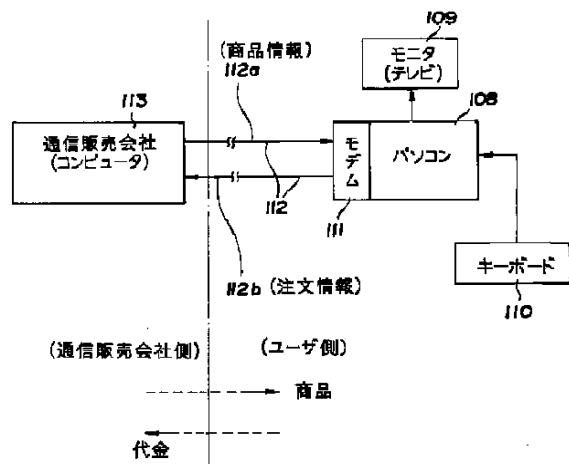 109
モニタ
(テレビ)
(商品情報)
112a
108
113
通信販売会社
(コンピュータ)
モデム
パソコン
112
111
キーボード
110
112b (注文情報)
(通信販売会社側)
(ユーザ側)
商品
代金